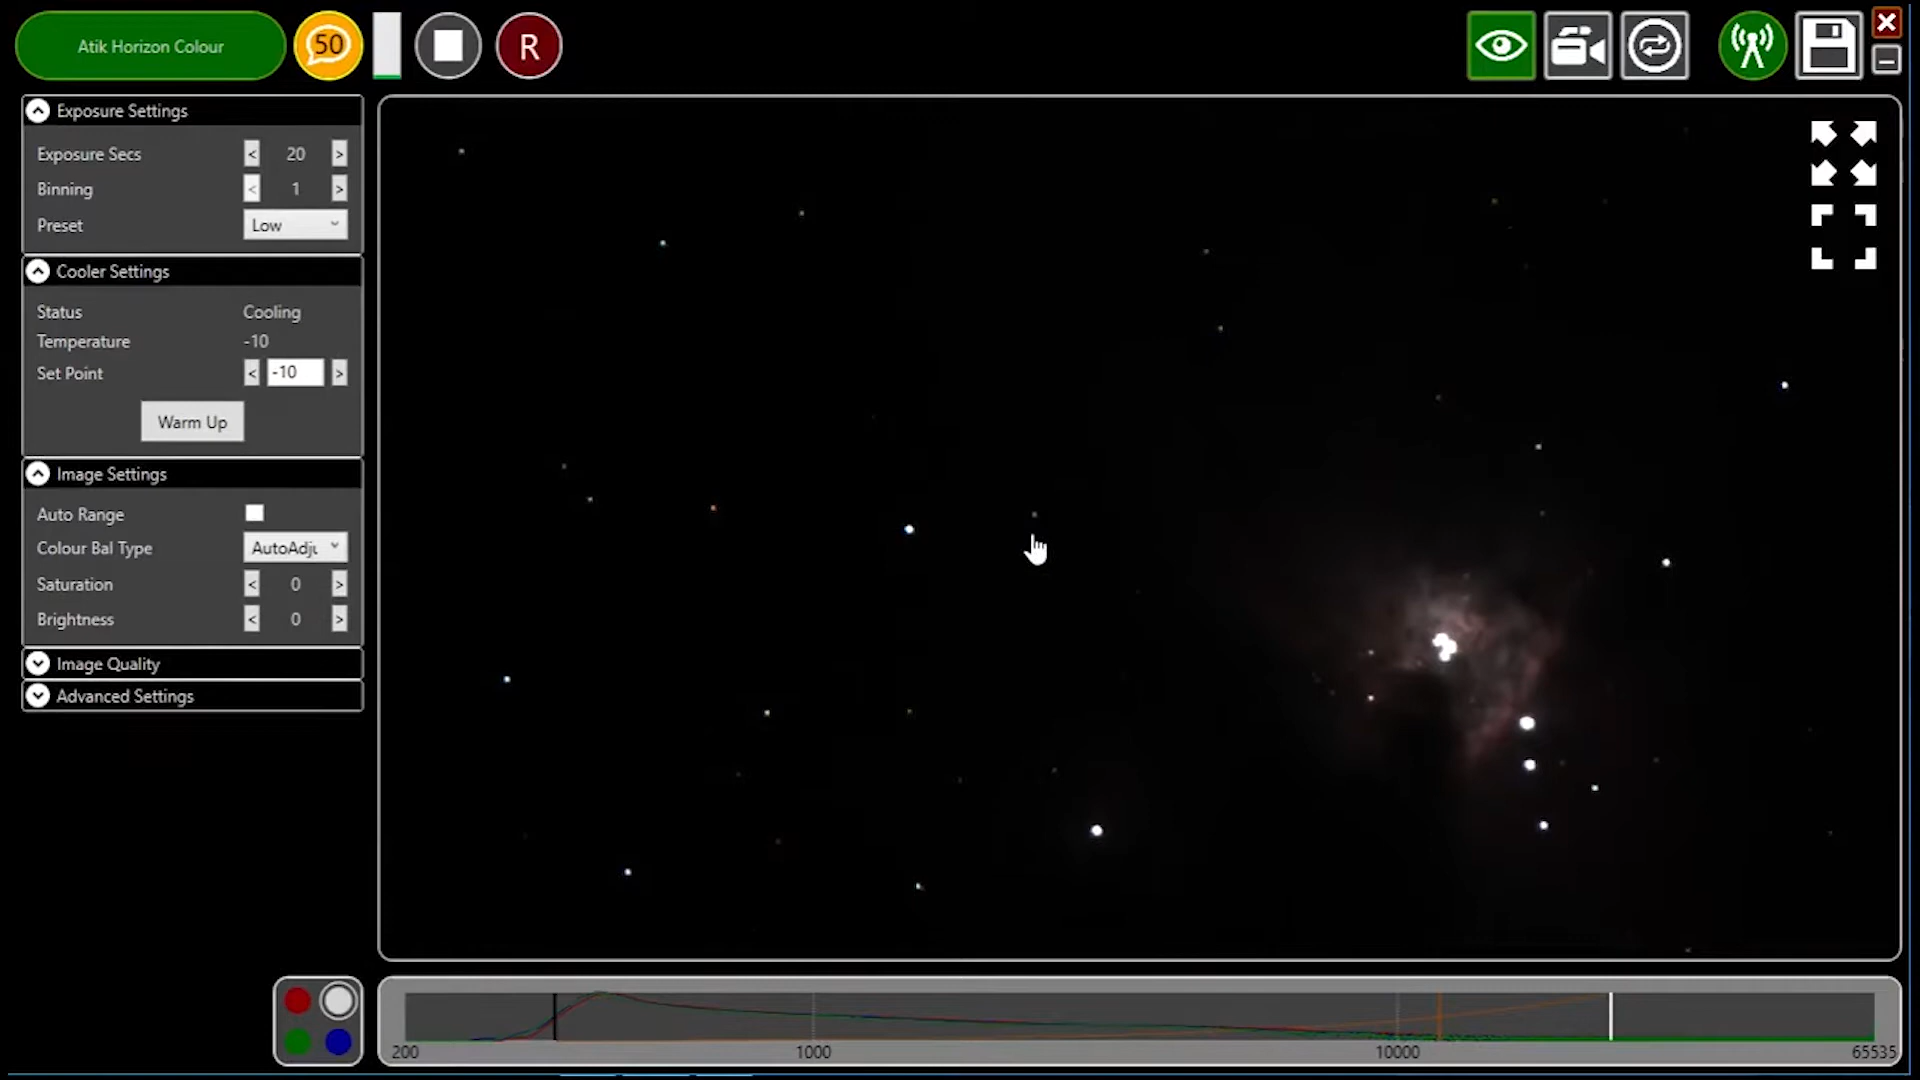 Atik Horizon Colour
50
R
Exposure Settings
Exposure Secs < 20 >
Binning < 1 >
Preset Low
Cooler Settings
Status Cooling
Temperature -10
Set Point < -10 >
Warm Up
Image Settings
Auto Range
Colour Bal Type AutoAdju
Saturation < 0 >
Brightness < 0 >
Image Quality
Advanced Settings
200 1000 10000 65535